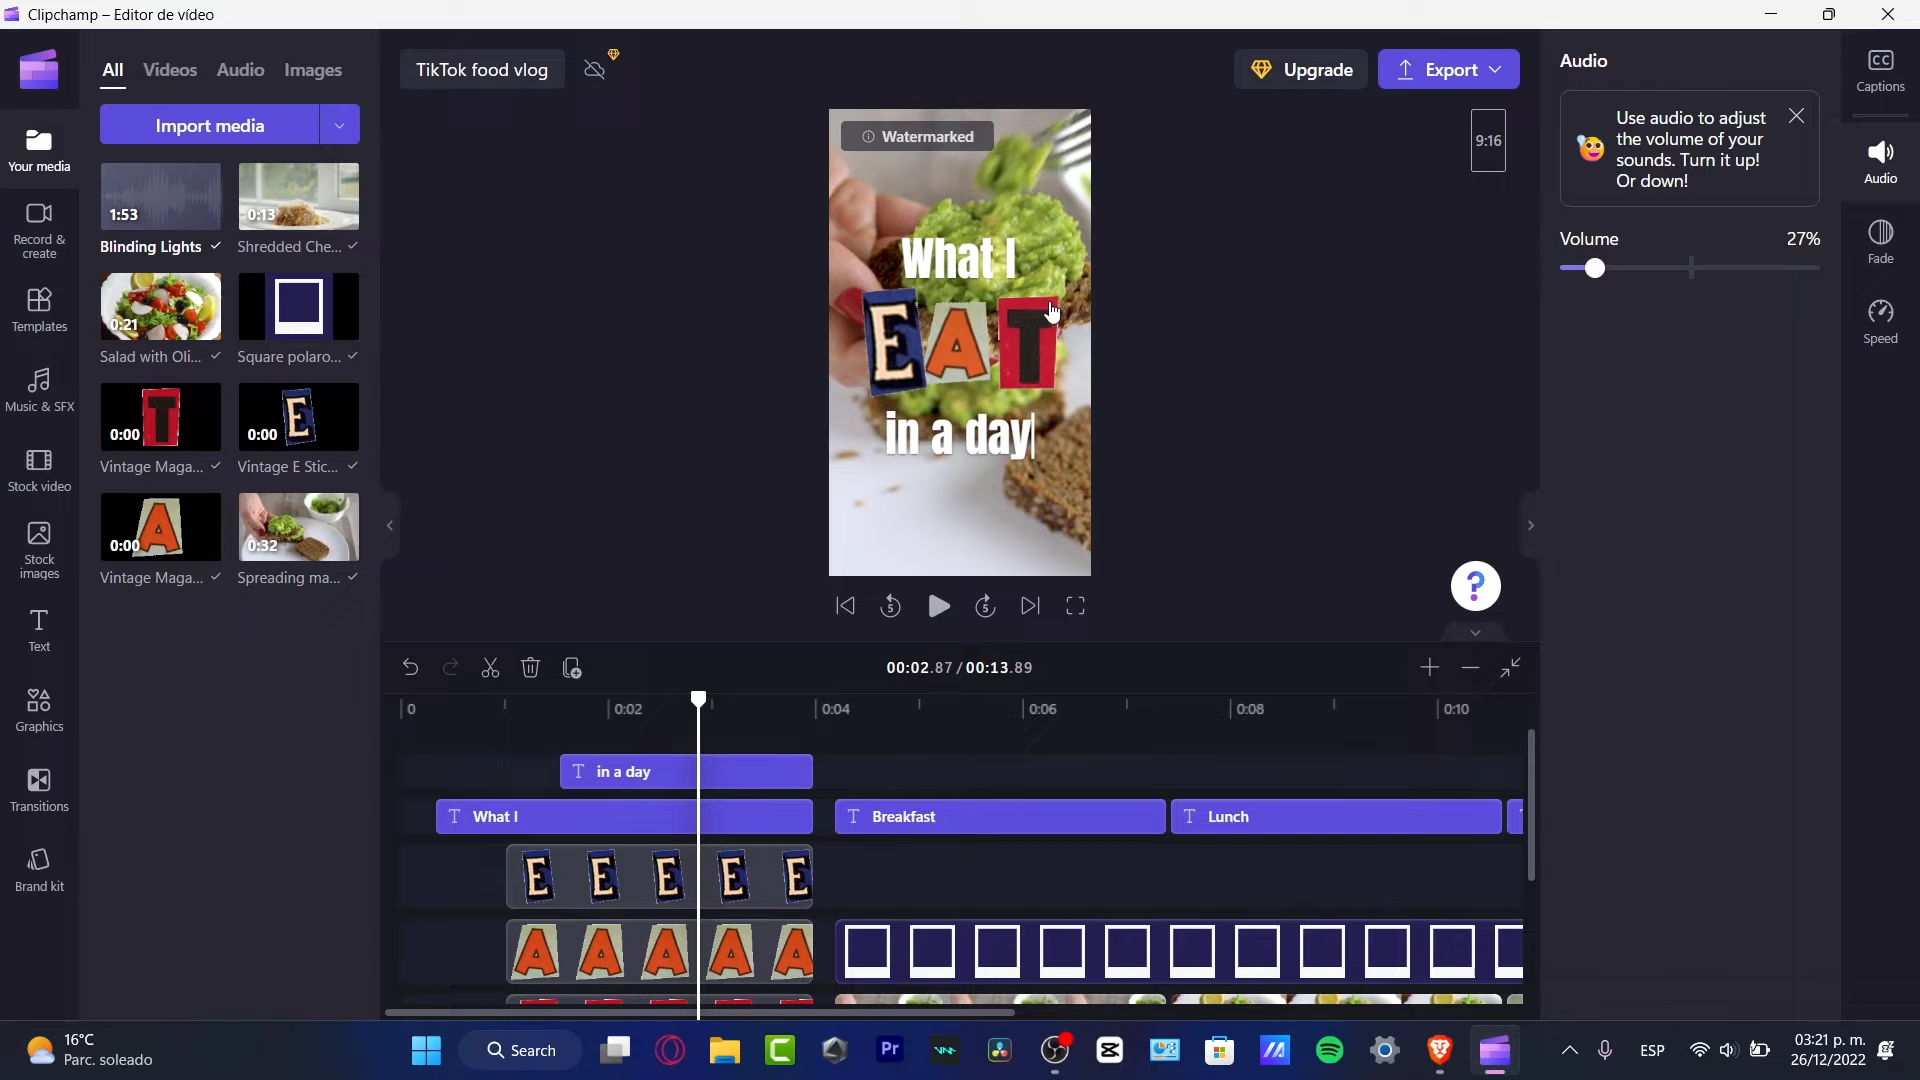 Clipchamp – Editor de vídeo
All Videos Audio Images
Import media
Your media
Record &
create
Templates
Music & SFX
Stock video
Stock
images
Text
Graphics
Transitions
Brand kit
1:53
Blinding Lights
0:13
Shredded Che...
0:21
Salad with Oli...
Square polaro...
T
0:00
Vintage Maga...
E
0:00
Vintage E Stic...
A
0:00
Vintage Maga...
0:32
Spreading ma...
TikTok food vlog
Upgrade
Export
Watermarked
What I
EAT
in a day
9:16
5
5
?
Audio
Use audio to adjust
the volume of your
sounds. Turn it up!
Or down!
Volume 27%
CC
Captions
Audio
Fade
Speed
00:02.87 / 00:13.89
0 0:02 0:04 0:06 0:08 0:10
T in a day
T What I
T Breakfast
T Lunch
E E E E E
A A A A A
16°C
Parc. soleado
Search
Pr
ESP
03:21 p. m.
26/12/2022